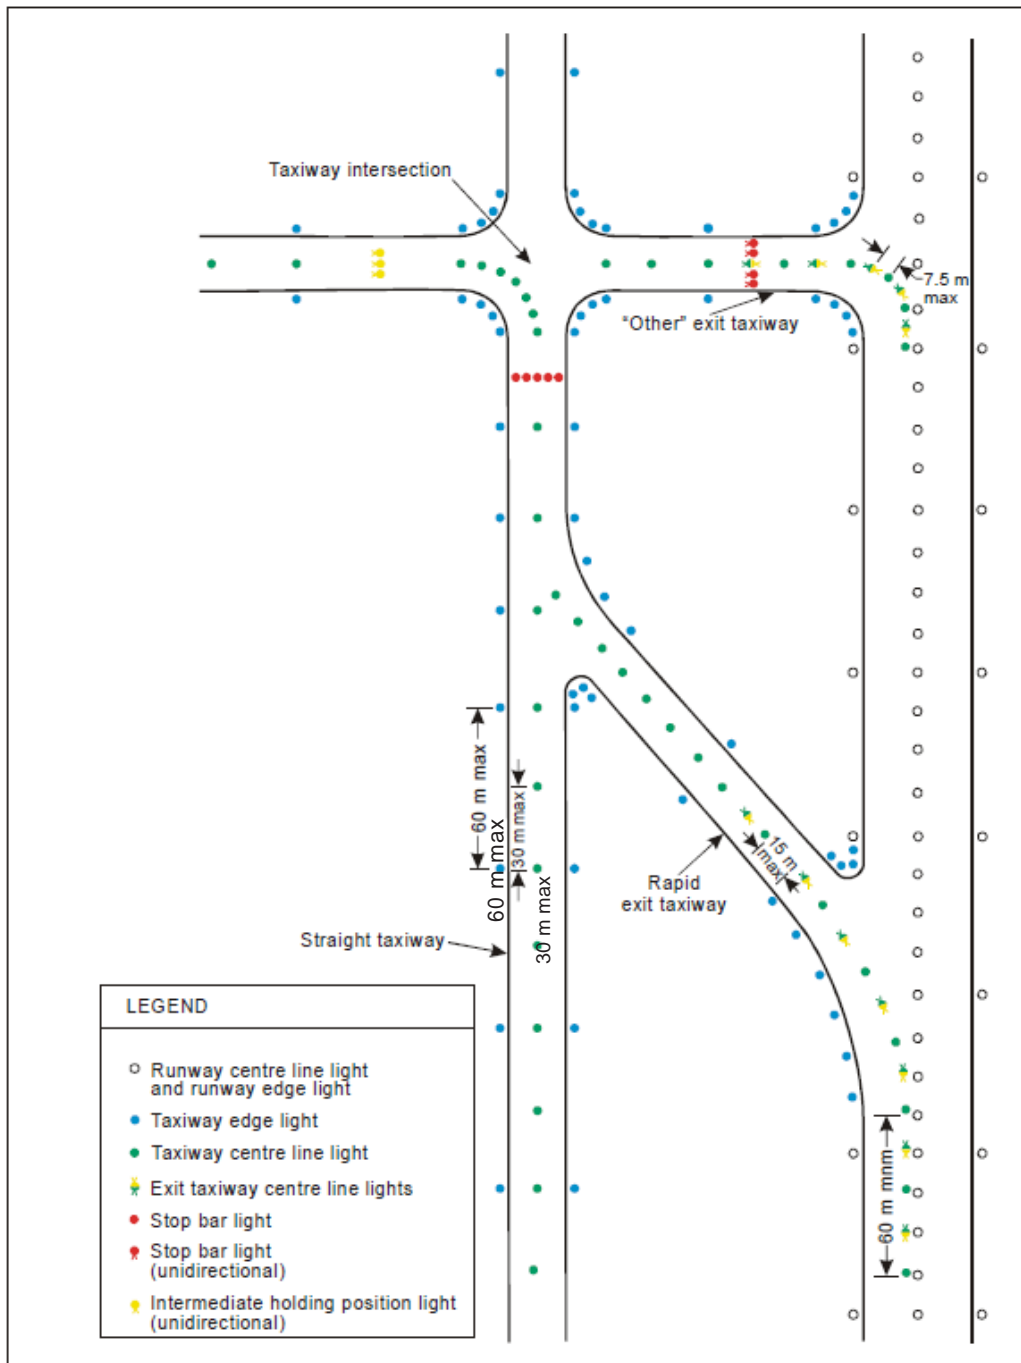 Taxiway intersection
7.5 m
max
"Other" exit taxiway
60 m max
30 m max
60 m max
30 m max
15 m
max
Rapid
exit taxiway
Straight taxiway
60 m mnm
LEGEND
Runway centre line light
and runway edge light
Taxiway edge light
Taxiway centre line light
Exit taxiway centre line lights
Stop bar light
Stop bar light
(unidirectional)
Intermediate holding position light
(unidirectional)